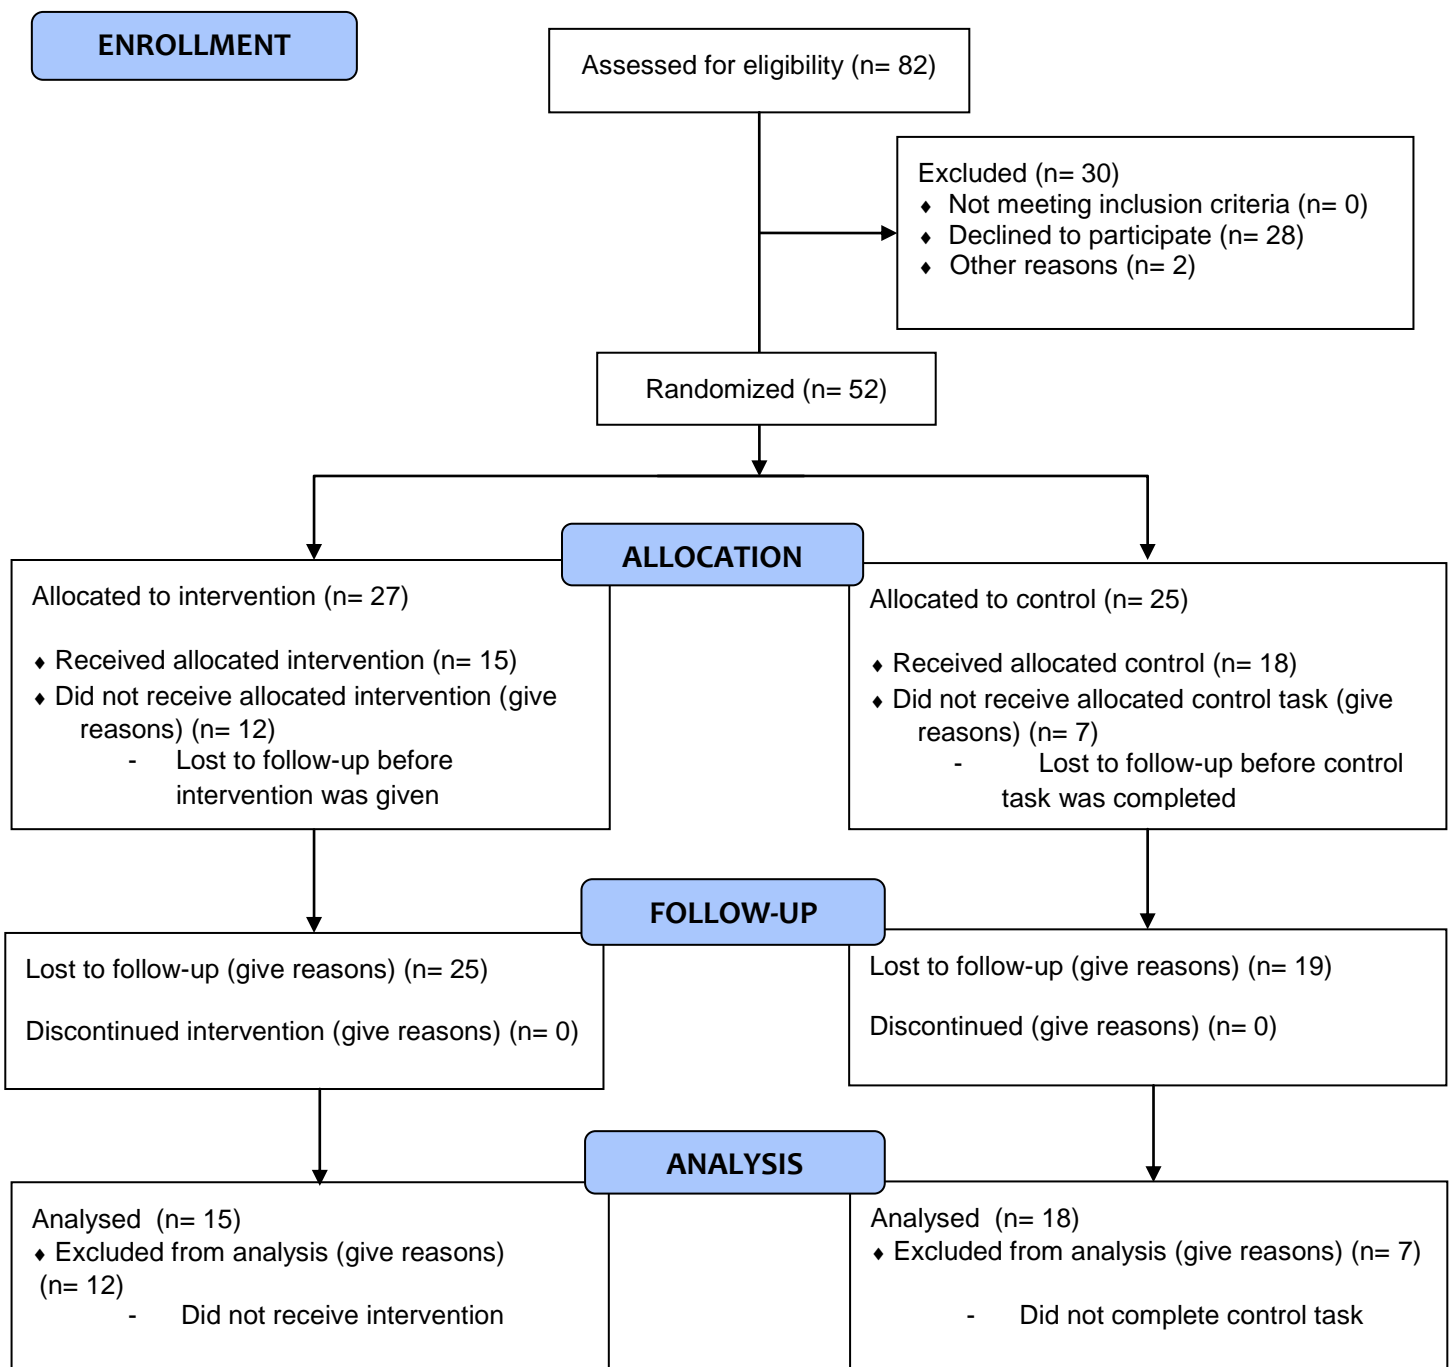 ENROLLMENT
Assessed for eligibility (n= 82)
Excluded (n= 30)
♦ Not meeting inclusion criteria (n= 0)
♦ Declined to participate (n= 28)
♦ Other reasons (n= 2)
Randomized (n= 52)
ALLOCATION
Allocated to intervention (n= 27)
♦ Received allocated intervention (n= 15)
♦ Did not receive allocated intervention (give
reasons) (n= 12)
- Lost to follow-up before
intervention was given
Allocated to control (n= 25)
♦ Received allocated control (n= 18)
♦ Did not receive allocated control task (give
reasons) (n= 7)
- Lost to follow-up before control
task was completed
FOLLOW-UP
Lost to follow-up (give reasons) (n= 25)
Discontinued intervention (give reasons) (n= 0)
Lost to follow-up (give reasons) (n= 19)
Discontinued (give reasons) (n= 0)
ANALYSIS
Analysed (n= 15)
♦ Excluded from analysis (give reasons)
(n= 12)
- Did not receive intervention
Analysed (n= 18)
♦ Excluded from analysis (give reasons) (n= 7)
- Did not complete control task